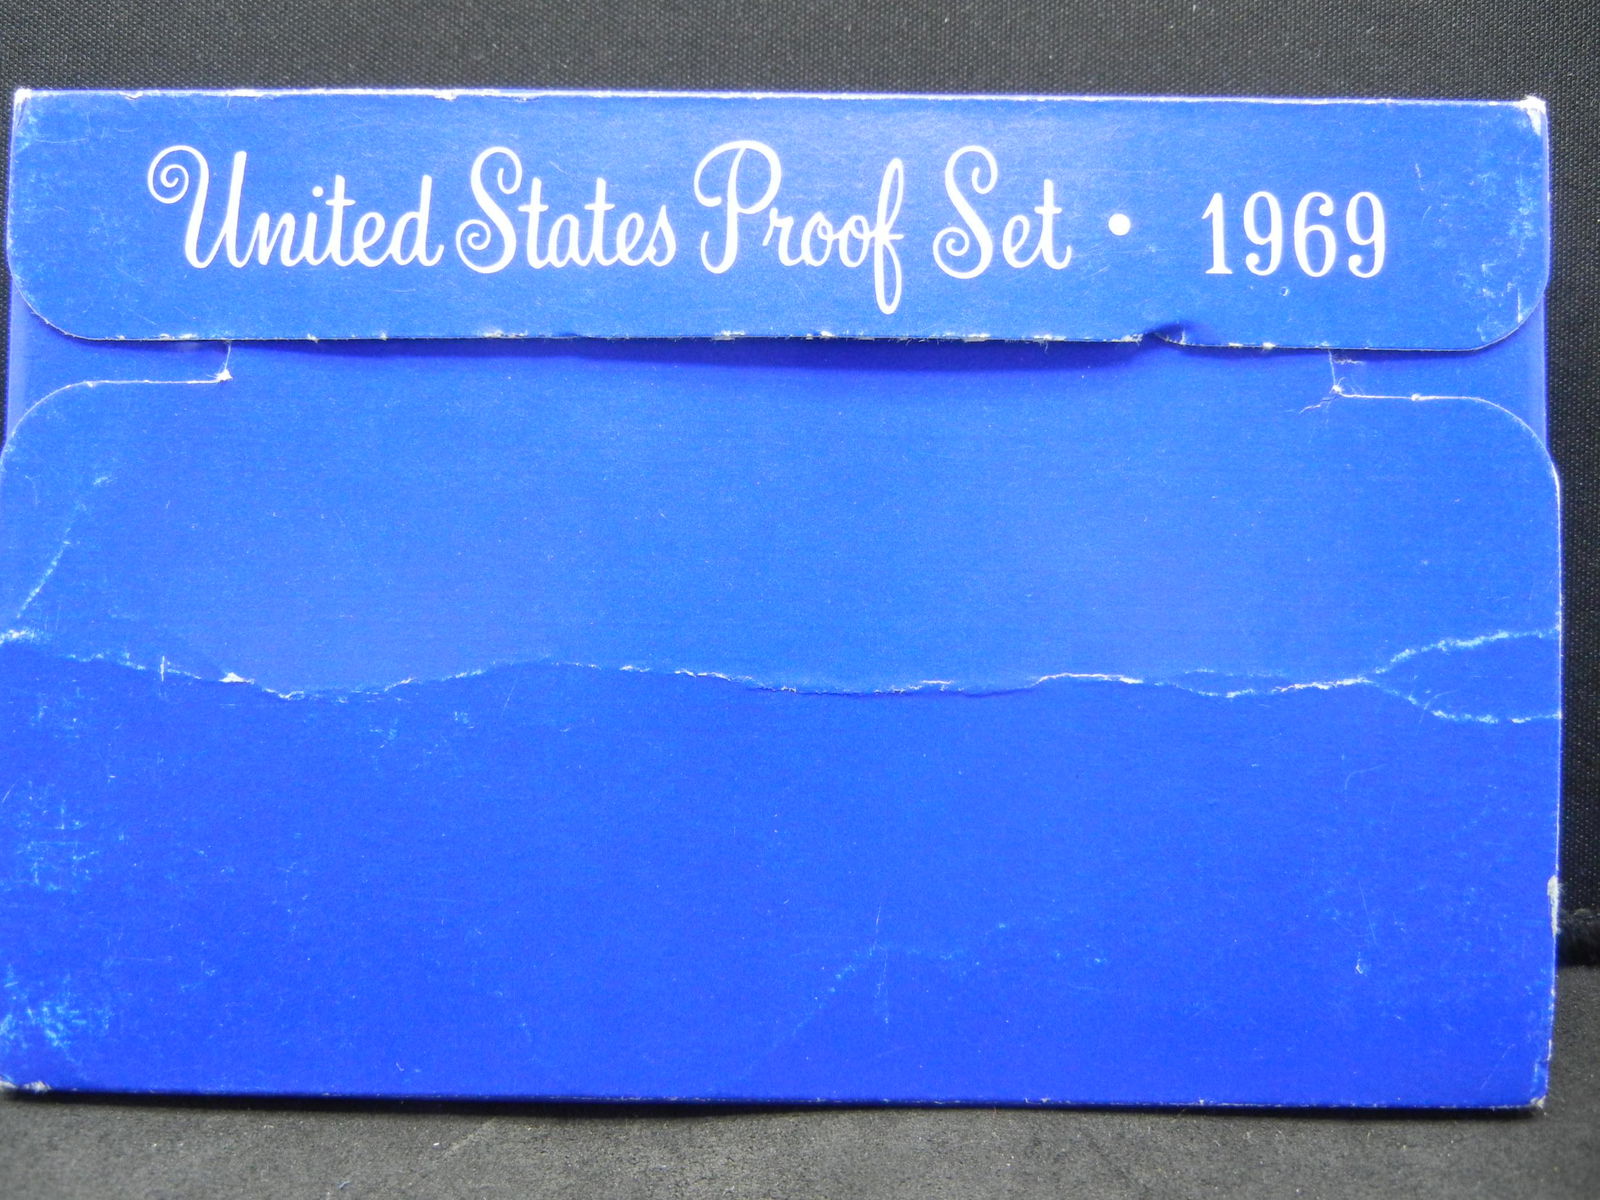 United States Proof Set • 1969